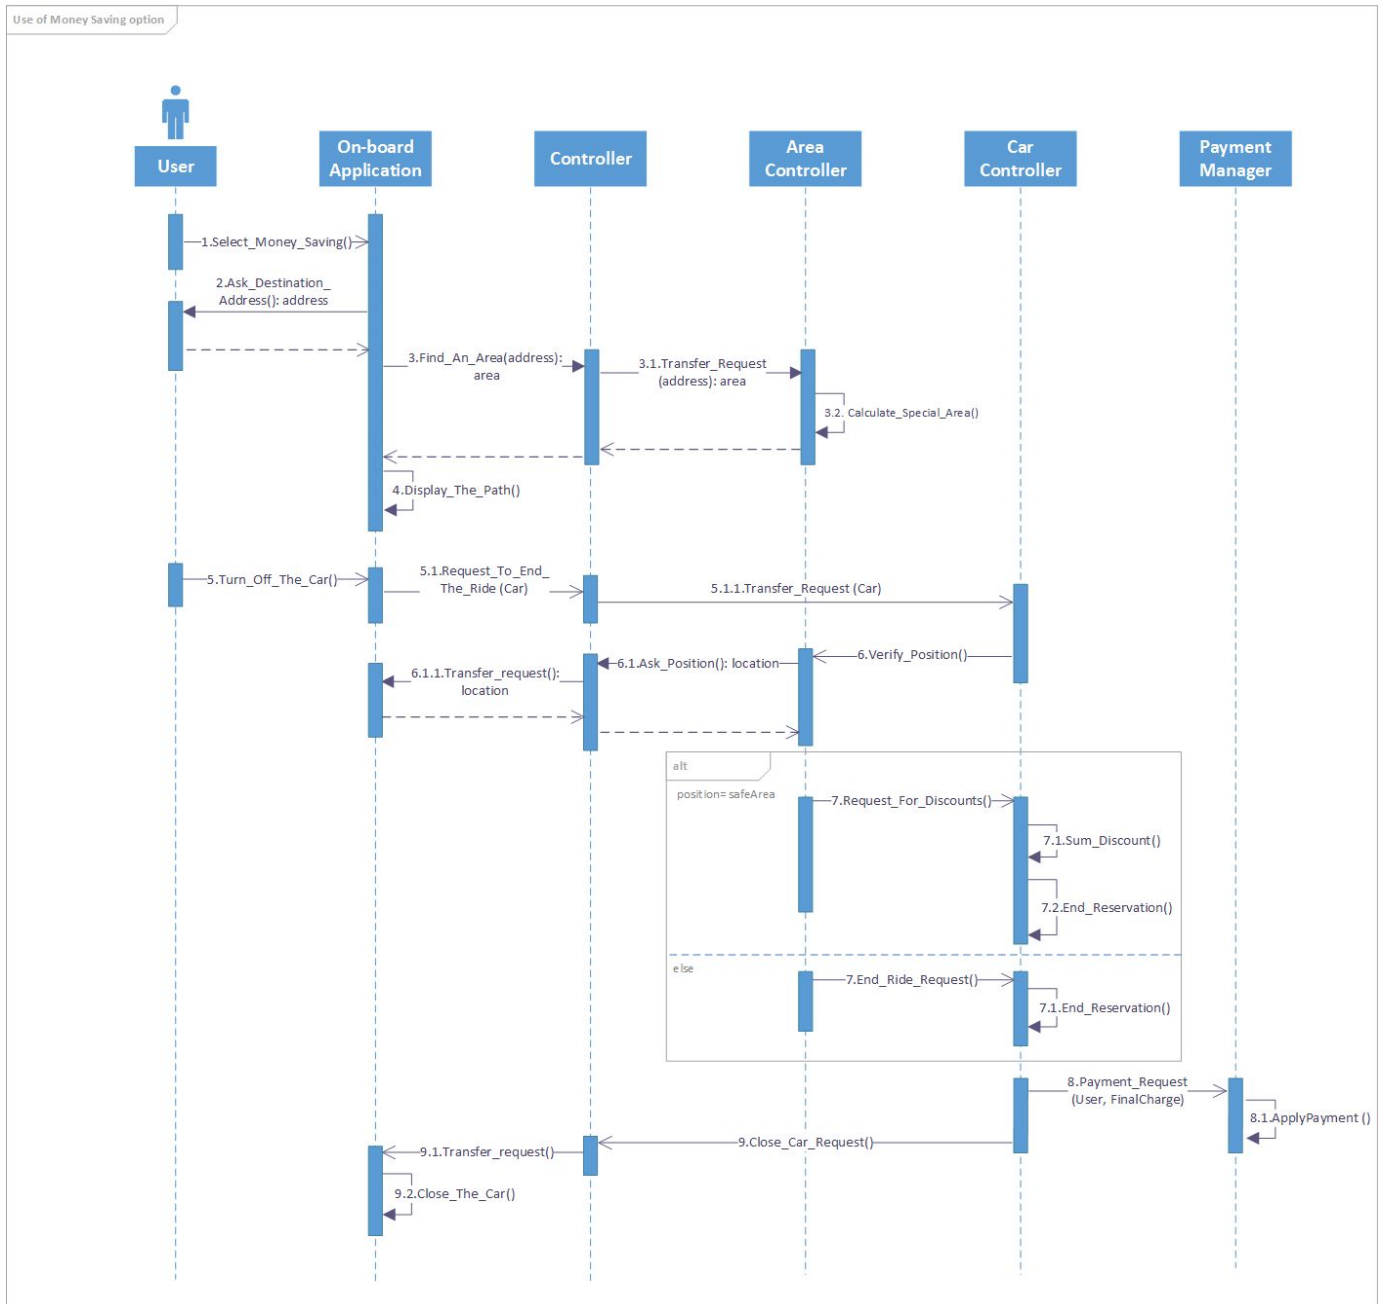 Use of Money Saving option
User
On-board
Application
Controller
Area
Controller
Car
Controller
Payment
Manager
1.Select_Money_Saving()
2.Ask_Destination_
Address(): address
3.Find_An_Area(address):
area
3.1.Transfer_Request
(address): area
3.2. Calculate_Special_Area()
4.Display_The_Path()
5.Turn_Off_The_Car()
5.1.Request_To_End_
The_Ride (Car)
5.1.1.Transfer_Request (Car)
6.Verify_Position()
6.1.Ask_Position(): location
6.1.1.Transfer_request():
location
alt
position= safeArea
7.Request_For_Discounts()
7.1.Sum_Discount()
7.2.End_Reservation()
else
7.End_Ride_Request()
7.1.End_Reservation()
8.Payment_Request
(User, FinalCharge)
8.1.ApplyPayment ()
9.Close_Car_Request()
9.1.Transfer_request()
9.2.Close_The_Car()